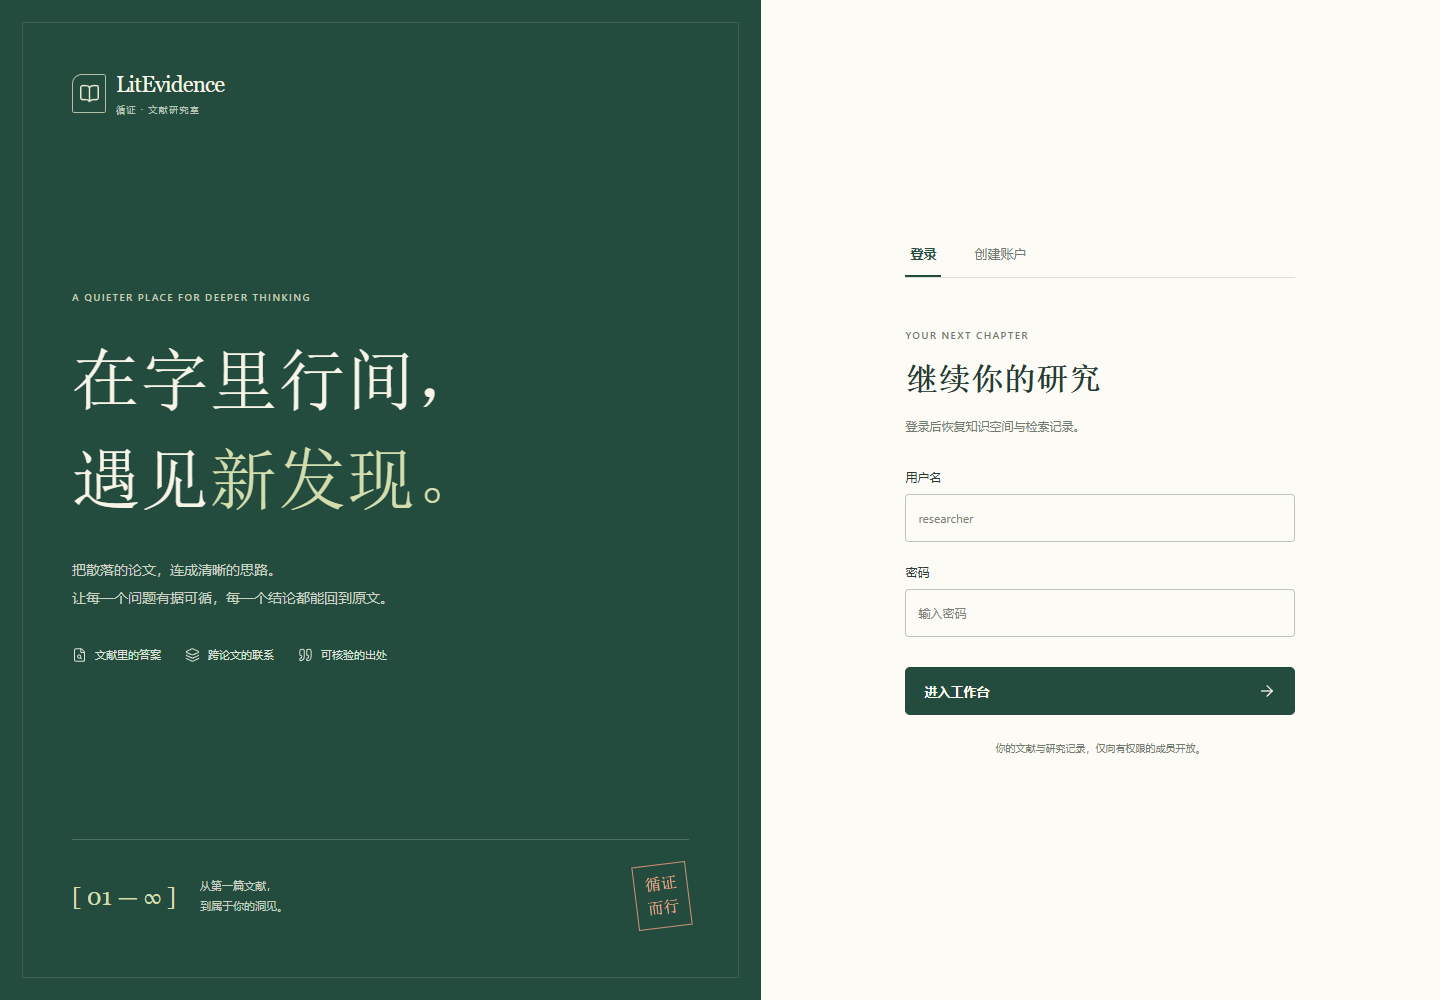 LitEvidence
循证 · 文献研究室
A QUIETER PLACE FOR DEEPER THINKING
在字里行间，
遇见新发现。
把散落的论文，连成清晰的思路。
让每一个问题有据可循，每一个结论都能回到原文。
文献里的答案
跨论文的联系
可核验的出处
[ 01 — ∞ ]
从第一篇文献，
到属于你的洞见。
循证
而行
登录
创建账户
YOUR NEXT CHAPTER
继续你的研究
登录后恢复知识空间与检索记录。
用户名
researcher
密码
输入密码
进入工作台
你的文献与研究记录，仅向有权限的成员开放。